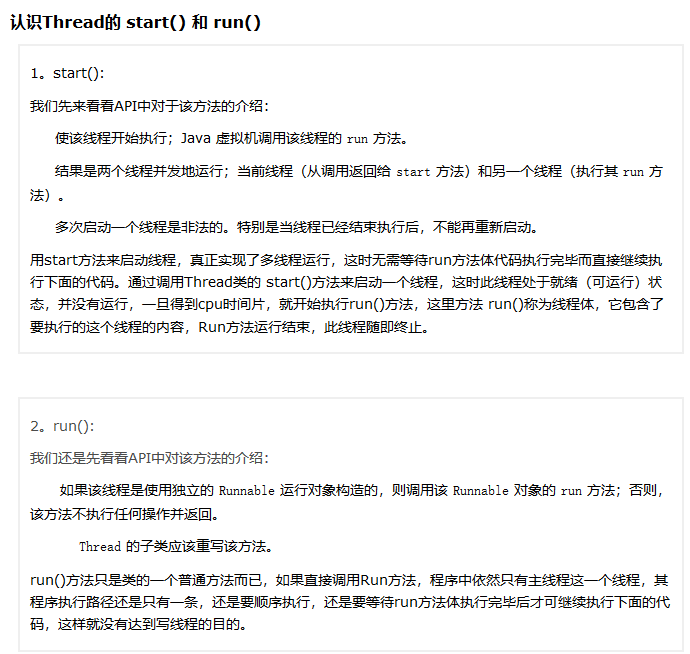 认识Thread的 start() 和 run()
1。start()：
我们先来看看API中对于该方法的介绍：
使该线程开始执行；Java 虚拟机调用该线程的 run 方法。
结果是两个线程并发地运行；当前线程（从调用返回给 start 方法）和另一个线程（执行其 run 方
法）。
多次启动一个线程是非法的。特别是当线程已经结束执行后，不能再重新启动。
用start方法来启动线程，真正实现了多线程运行，这时无需等待run方法体代码执行完毕而直接继续执
行下面的代码。通过调用Thread类的 start()方法来启动一个线程，这时此线程处于就绪（可运行）状
态，并没有运行，一旦得到cpu时间片，就开始执行run()方法，这里方法 run()称为线程体，它包含了
要执行的这个线程的内容，Run方法运行结束，此线程随即终止。
2。run()：
我们还是先看看API中对该方法的介绍：
如果该线程是使用独立的 Runnable 运行对象构造的，则调用该 Runnable 对象的 run 方法；否则，
该方法不执行任何操作并返回。
Thread 的子类应该重写该方法。
run()方法只是类的一个普通方法而已，如果直接调用Run方法，程序中依然只有主线程这一个线程，其
程序执行路径还是只有一条，还是要顺序执行，还是要等待run方法体执行完毕后才可继续执行下面的代
码，这样就没有达到写线程的目的。